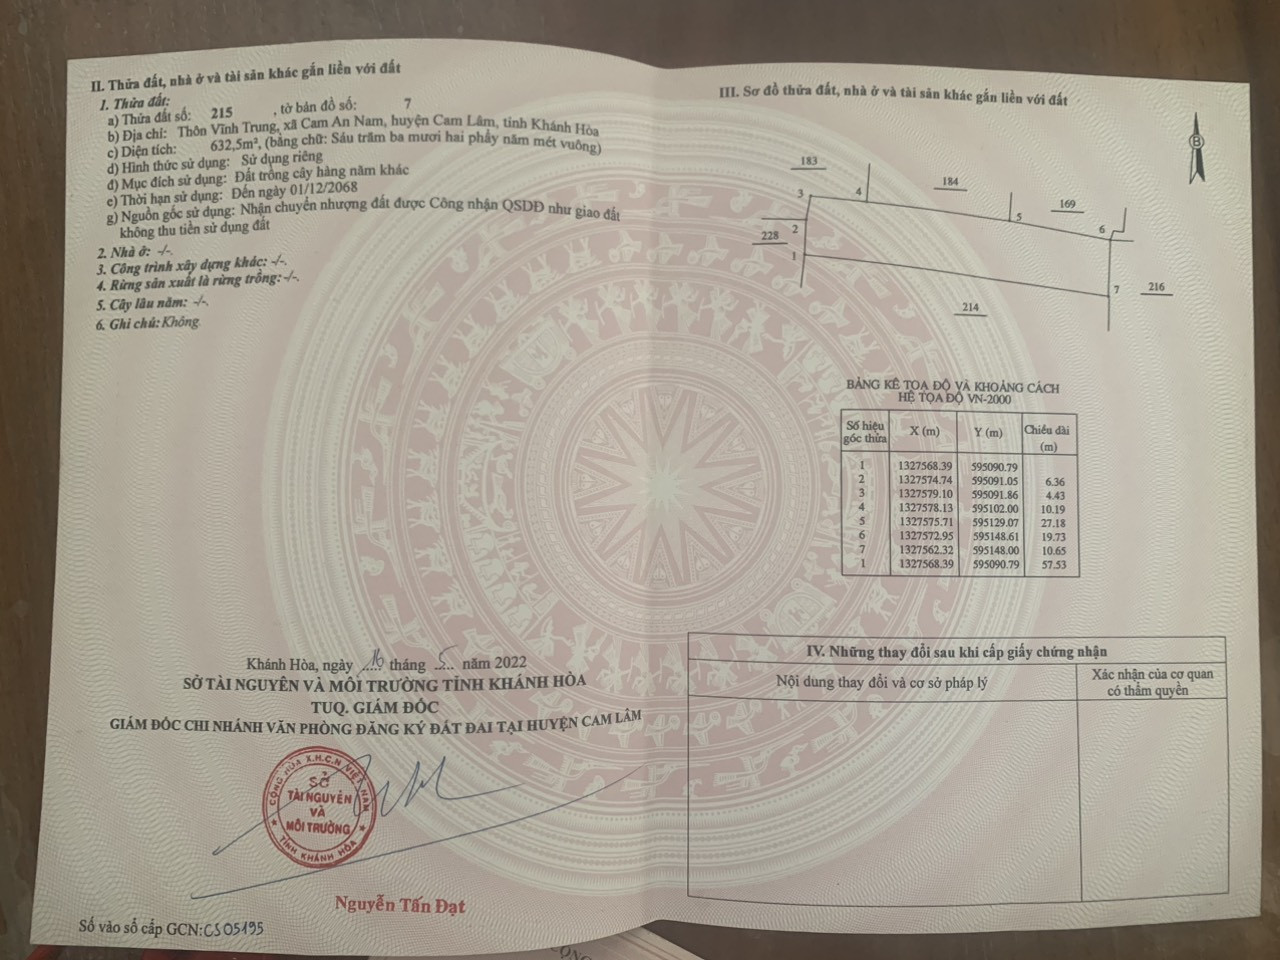 II. Thửa đất, nhà ở và tài sản khác gắn liền với đất
1. Thửa đất:
a) Thửa đất số: 215 , tờ bản đồ số: 7
b) Địa chỉ: Thôn Vĩnh Trung, xã Cam An Nam, huyện Cam Lâm, tỉnh Khánh Hòa
c) Diện tích: 632,5m², (bằng chữ: Sáu trăm ba mươi hai phẩy năm mét vuông)
d) Hình thức sử dụng: Sử dụng riêng
đ) Mục đích sử dụng: Đất trồng cây hàng năm khác
e) Thời hạn sử dụng: Đến ngày 01/12/2068
g) Nguồn gốc sử dụng: Nhận chuyển nhượng đất được Công nhận QSDĐ như giao đất
không thu tiền sử dụng đất
2. Nhà ở: -/-.
3. Công trình xây dựng khác: -/-.
4. Rừng sản xuất là rừng trồng: -/-.
5. Cây lâu năm: -/-.
6. Ghi chú: Không
Khánh Hòa, ngày 16 tháng 5 năm 2022
SỞ TÀI NGUYÊN VÀ MÔI TRƯỜNG TỈNH KHÁNH HÒA
TUQ. GIÁM ĐỐC
GIÁM ĐỐC CHI NHÁNH VĂN PHÒNG ĐĂNG KÝ ĐẤT ĐAI TẠI HUYỆN CAM LÂM
CỘNG HÒA X.H.C.N VIỆT NAM
SỞ
TÀI NGUYÊN
VÀ
MÔI TRƯỜNG
TỈNH KHÁNH HÒA
Nguyễn Tấn Đạt
Số vào sổ cấp GCN: CS05195
III. Sơ đồ thửa đất, nhà ở và tài sản khác gắn liền với đất
B
183
184
169
3
4
5
6
228
2
1
7
216
214
BẢNG KÊ TỌA ĐỘ VÀ KHOẢNG CÁCH
HỆ TỌA ĐỘ VN-2000
Số hiệu góc thửa X (m) Y (m) Chiều dài (m)
1 1327568.39 595090.79
2 1327574.74 595091.05 6.36
3 1327579.10 595091.86 4.43
4 1327578.13 595102.00 10.19
5 1327575.71 595129.07 27.18
6 1327572.95 595148.61 19.73
7 1327562.32 595148.00 10.65
1 1327568.39 595090.79 57.53
IV. Những thay đổi sau khi cấp giấy chứng nhận
Nội dung thay đổi và cơ sở pháp lý
Xác nhận của cơ quan
có thẩm quyền